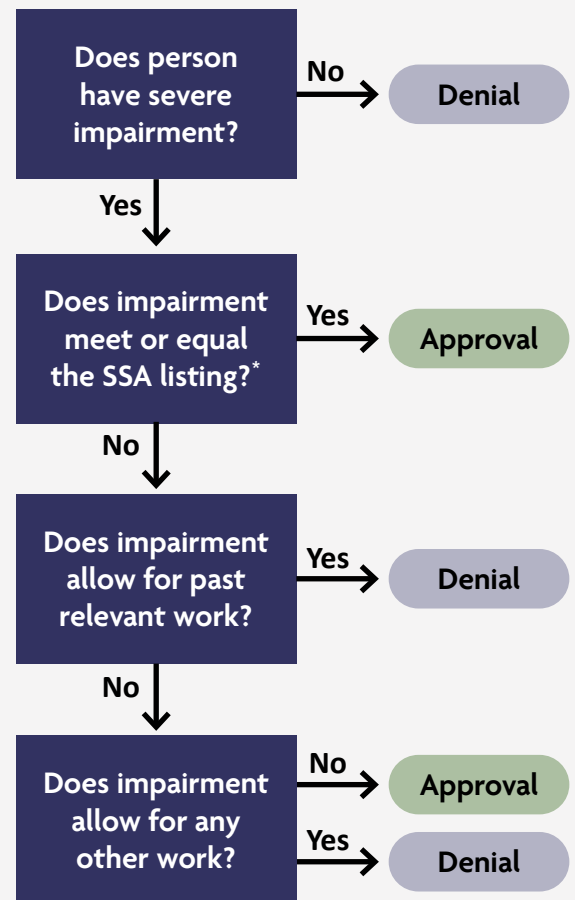 Does person
have severe
impairment?
No
Denial
Yes
Does impairment
meet or equal
the SSA listing?*
Yes
Approval
No
Does impairment
allow for past
relevant work?
Yes
Denial
No
Does impairment
allow for any
other work?
No
Approval
Yes
Denial